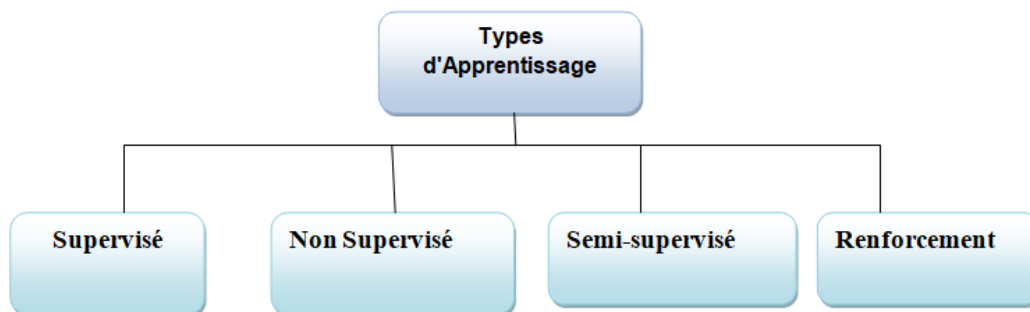 Types
d'Apprentissage
Supervisé
Non Supervisé
Semi-supervisé
Renforcement